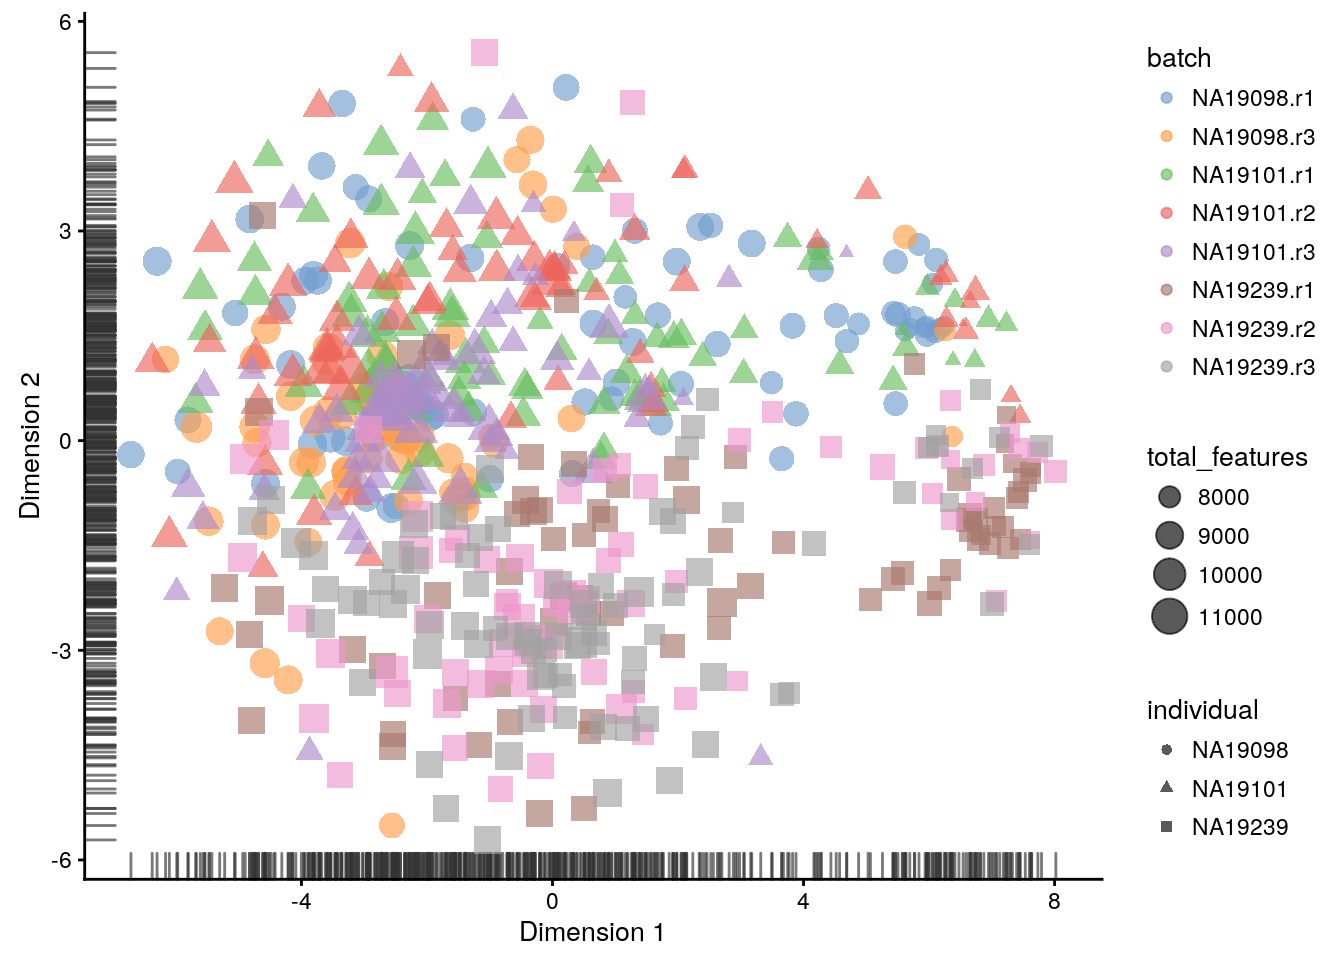 6
3
0
-3
-6
-4
0
4
8
Dimension 1
Dimension 2
batch
NA19098.r1
NA19098.r3
NA19101.r1
NA19101.r2
NA19101.r3
NA19239.r1
NA19239.r2
NA19239.r3
total_features
8000
9000
10000
11000
individual
NA19098
NA19101
NA19239